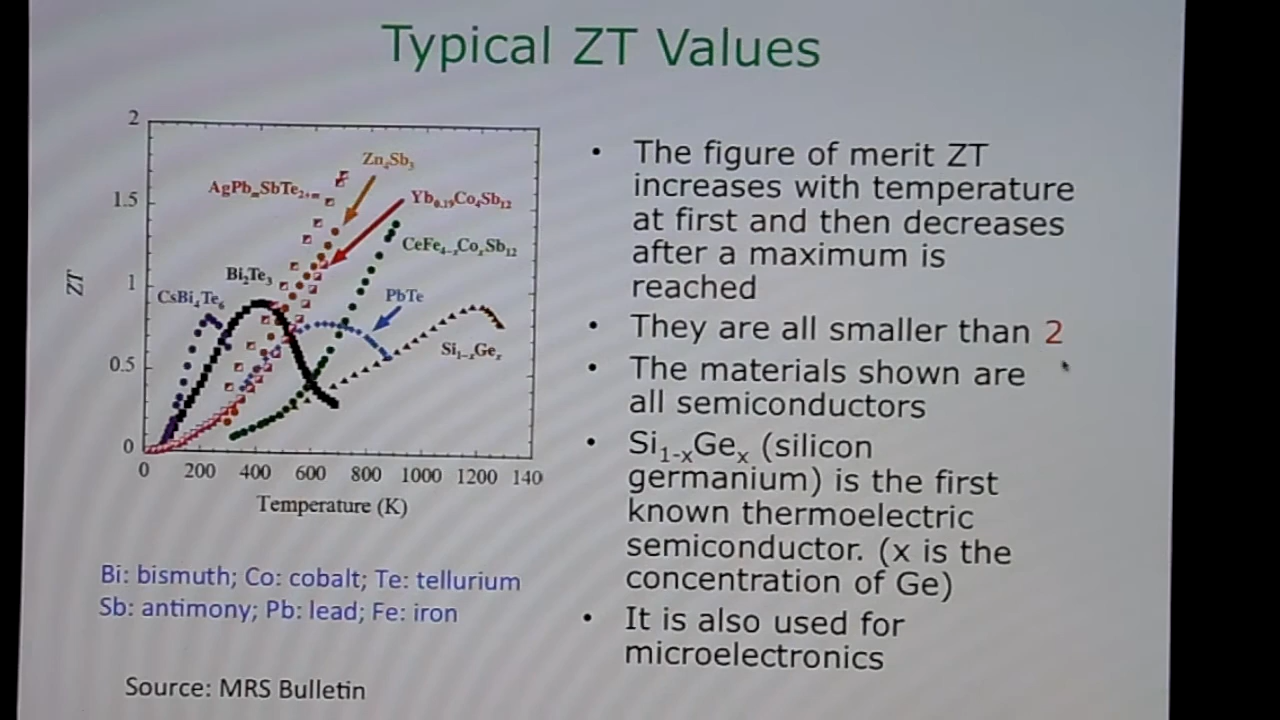 Typical ZT Values
2
1.5
1
0.5
0
ZT
0 200 400 600 800 1000 1200 140
Temperature (K)
Zn₄Sb₃
AgPbₘSbTe₂₊ₘ
Yb₀.₁₉Co₄Sb₁₂
CeFe₄₋ₓCoₓSb₁₂
Bi₂Te₃
CsBi₄Te₆
PbTe
Si₁₋ₓGeₓ
Bi: bismuth; Co: cobalt; Te: tellurium
Sb: antimony; Pb: lead; Fe: iron
Source: MRS Bulletin
• The figure of merit ZT
increases with temperature
at first and then decreases
after a maximum is
reached
• They are all smaller than 2
• The materials shown are
all semiconductors
• Si₁₋ₓGeₓ (silicon
germanium) is the first
known thermoelectric
semiconductor. (x is the
concentration of Ge)
• It is also used for
microelectronics